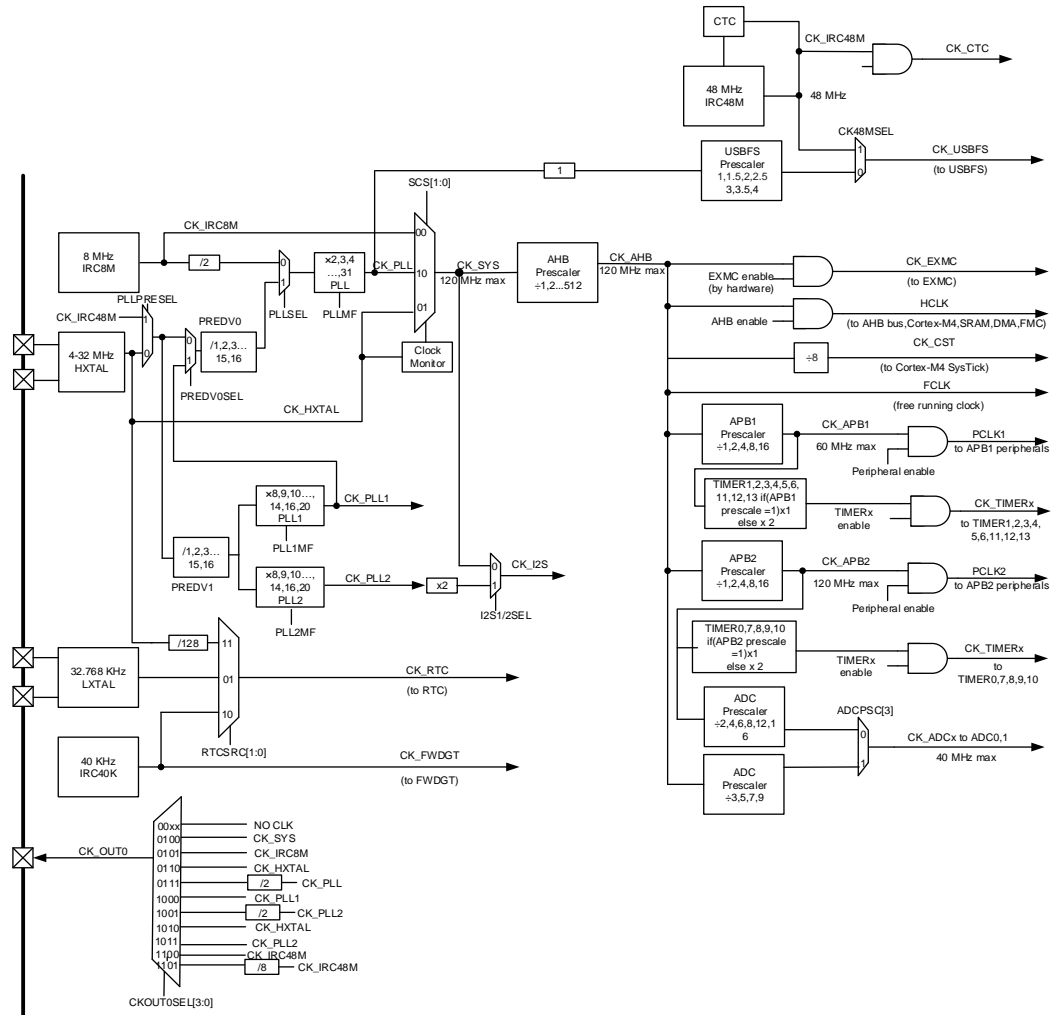 CTC
CK_IRC48M
CK_CTC
48 MHz
IRC48M
48 MHz
CK48MSEL
1
0
CK_USBFS
(to USBFS)
USBFS
Prescaler
1,1.5,2,2.5
3,3.5,4
1
SCS[1:0]
CK_IRC8M
8 MHz
IRC8M
/2
0
1
PLLSEL
×2,3,4
…,31
PLL
PLLMF
CK_PLL
00
10
01
CK_SYS
120 MHz max
AHB
Prescaler
÷1,2...512
CK_AHB
120 MHz max
EXMC enable
(by hardware)
CK_EXMC
(to EXMC)
AHB enable
HCLK
(to AHB bus,Cortex-M4,SRAM,DMA,FMC)
÷8
CK_CST
(to Cortex-M4 SysTick)
FCLK
(free running clock)
PLLPRESEL
CK_IRC48M
1
0
4-32 MHz
HXTAL
PREDV0
0
1
/1,2,3…
15,16
PREDV0SEL
Clock
Monitor
CK_HXTAL
APB1
Prescaler
÷1,2,4,8,16
CK_APB1
60 MHz max
Peripheral enable
PCLK1
to APB1 peripherals
TIMER1,2,3,4,5,6,
11,12,13 if(APB1
prescale =1)x1
else x 2
TIMERx
enable
CK_TIMERx
to TIMER1,2,3,4,
5,6,11,12,13
×8,9,10…,
14,16,20
PLL1
PLL1MF
CK_PLL1
/1,2,3…
15,16
PREDV1
×8,9,10…,
14,16,20
PLL2
PLL2MF
CK_PLL2
x2
0
1
CK_I2S
I2S1/2SEL
APB2
Prescaler
÷1,2,4,8,16
CK_APB2
120 MHz max
Peripheral enable
PCLK2
to APB2 peripherals
TIMER0,7,8,9,10
if(APB2 prescale
=1)x1
else x 2
TIMERx
enable
CK_TIMERx
to
TIMER0,7,8,9,10
/128
11
01
10
32.768 KHz
LXTAL
CK_RTC
(to RTC)
RTCSRC[1:0]
40 KHz
IRC40K
CK_FWDGT
(to FWDGT)
ADC
Prescaler
÷2,4,6,8,12,1
6
ADCPSC[3]
0
1
CK_ADCx to ADC0,1
40 MHz max
ADC
Prescaler
÷3,5,7,9
CK_OUT0
00xx
NO CLK
0100
CK_SYS
0101
CK_IRC8M
0110
CK_HXTAL
0111
/2
CK_PLL
1000
CK_PLL1
1001
/2
CK_PLL2
1010
CK_HXTAL
1011
CK_PLL2
1100
CK_IRC48M
1101
/8
CK_IRC48M
CKOUT0SEL[3:0]